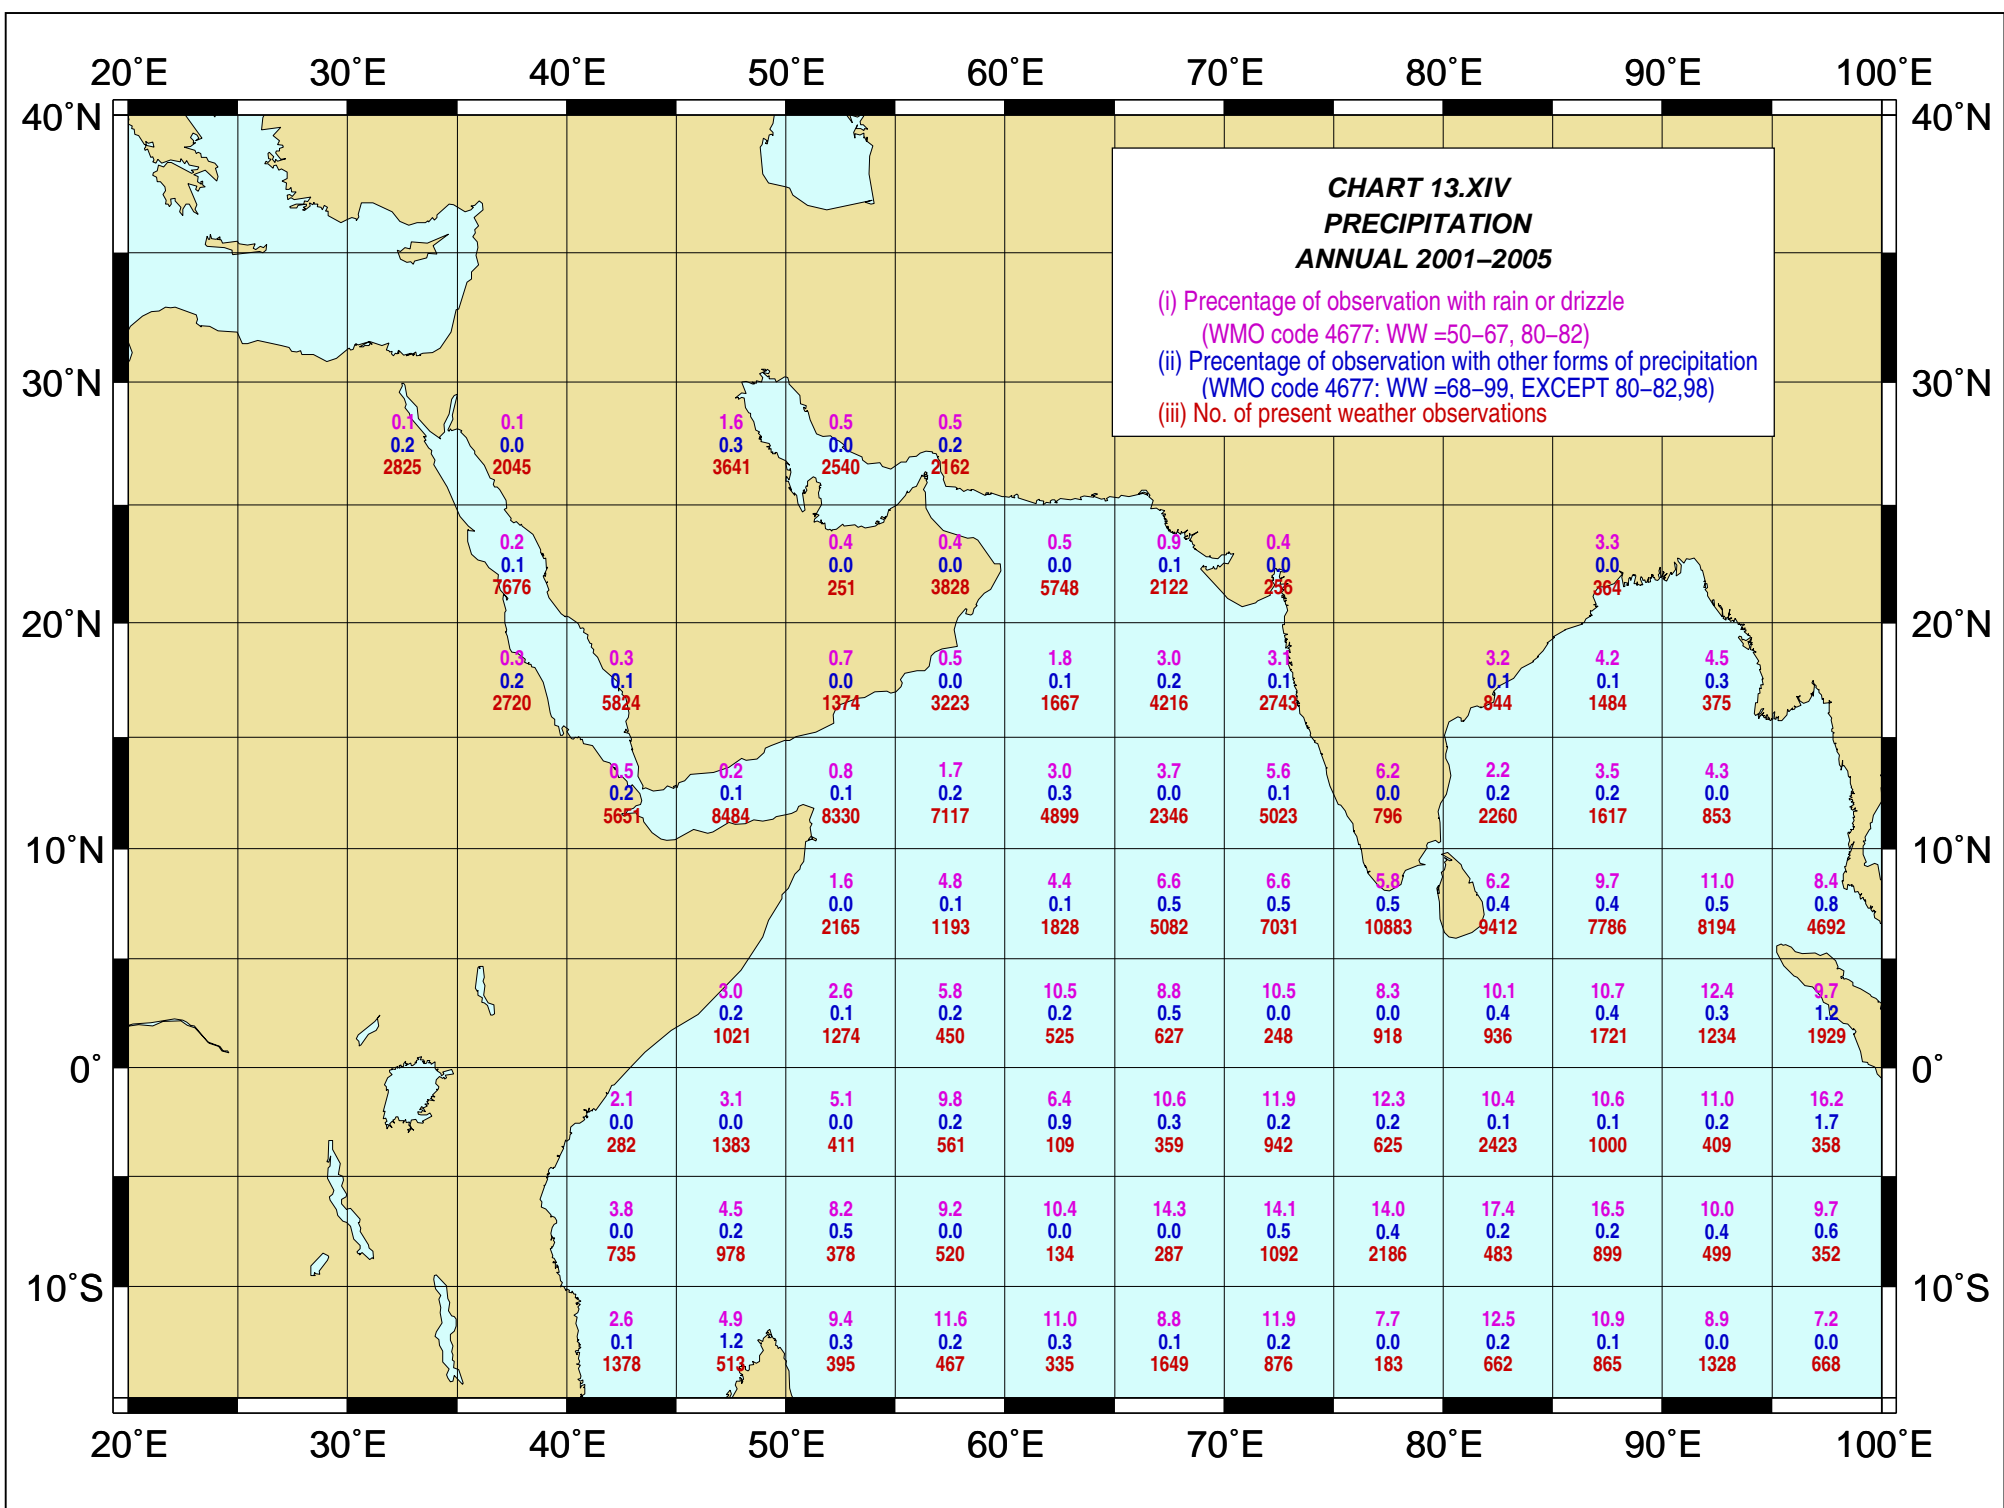 20°E 30°E 40°E 50°E 60°E 70°E 80°E 90°E 100°E
40°N 40°N
CHART 13.XIV
PRECIPITATION
ANNUAL 2001–2005
(i) Precentage of observation with rain or drizzle
(WMO code 4677: WW =50–67, 80–82)
(ii) Precentage of observation with other forms of precipitation
(WMO code 4677: WW =68–99, EXCEPT 80–82,98)
(iii) No. of present weather observations
30°N 30°N
0.1 0.1 1.6 0.5 0.5
0.2 0.0 0.3 0.0 0.2
2825 2045 3641 2540 2162
0.2 0.4 0.4 0.5 0.9 0.4 3.3
0.1 0.0 0.0 0.0 0.1 0.0 0.0
7676 251 3828 5748 2122 256 364
20°N 20°N
0.3 0.3 0.7 0.5 1.8 3.0 3.1 3.2 4.2 4.5
0.2 0.1 0.0 0.0 0.1 0.2 0.1 0.1 0.1 0.3
2720 5824 1374 3223 1667 4216 2743 844 1484 375
0.5 0.2 0.8 1.7 3.0 3.7 5.6 6.2 2.2 3.5 4.3
0.2 0.1 0.1 0.2 0.3 0.0 0.1 0.0 0.2 0.2 0.0
5651 8484 8330 7117 4899 2346 5023 796 2260 1617 853
10°N 10°N
1.6 4.8 4.4 6.6 6.6 5.8 6.2 9.7 11.0 8.4
0.0 0.1 0.1 0.5 0.5 0.5 0.4 0.4 0.5 0.8
2165 1193 1828 5082 7031 10883 9412 7786 8194 4692
3.0 2.6 5.8 10.5 8.8 10.5 8.3 10.1 10.7 12.4 9.7
0.2 0.1 0.2 0.2 0.5 0.0 0.0 0.4 0.4 0.3 1.2
1021 1274 450 525 627 248 918 936 1721 1234 1929
0° 0°
2.1 3.1 5.1 9.8 6.4 10.6 11.9 12.3 10.4 10.6 11.0 16.2
0.0 0.0 0.0 0.2 0.9 0.3 0.2 0.2 0.1 0.1 0.2 1.7
282 1383 411 561 109 359 942 625 2423 1000 409 358
3.8 4.5 8.2 9.2 10.4 14.3 14.1 14.0 17.4 16.5 10.0 9.7
0.0 0.2 0.5 0.0 0.0 0.0 0.5 0.4 0.2 0.2 0.4 0.6
735 978 378 520 134 287 1092 2186 483 899 499 352
10°S 10°S
2.6 4.9 9.4 11.6 11.0 8.8 11.9 7.7 12.5 10.9 8.9 7.2
0.1 1.2 0.3 0.2 0.3 0.1 0.2 0.0 0.2 0.1 0.0 0.0
1378 513 395 467 335 1649 876 183 662 865 1328 668
20°E 30°E 40°E 50°E 60°E 70°E 80°E 90°E 100°E